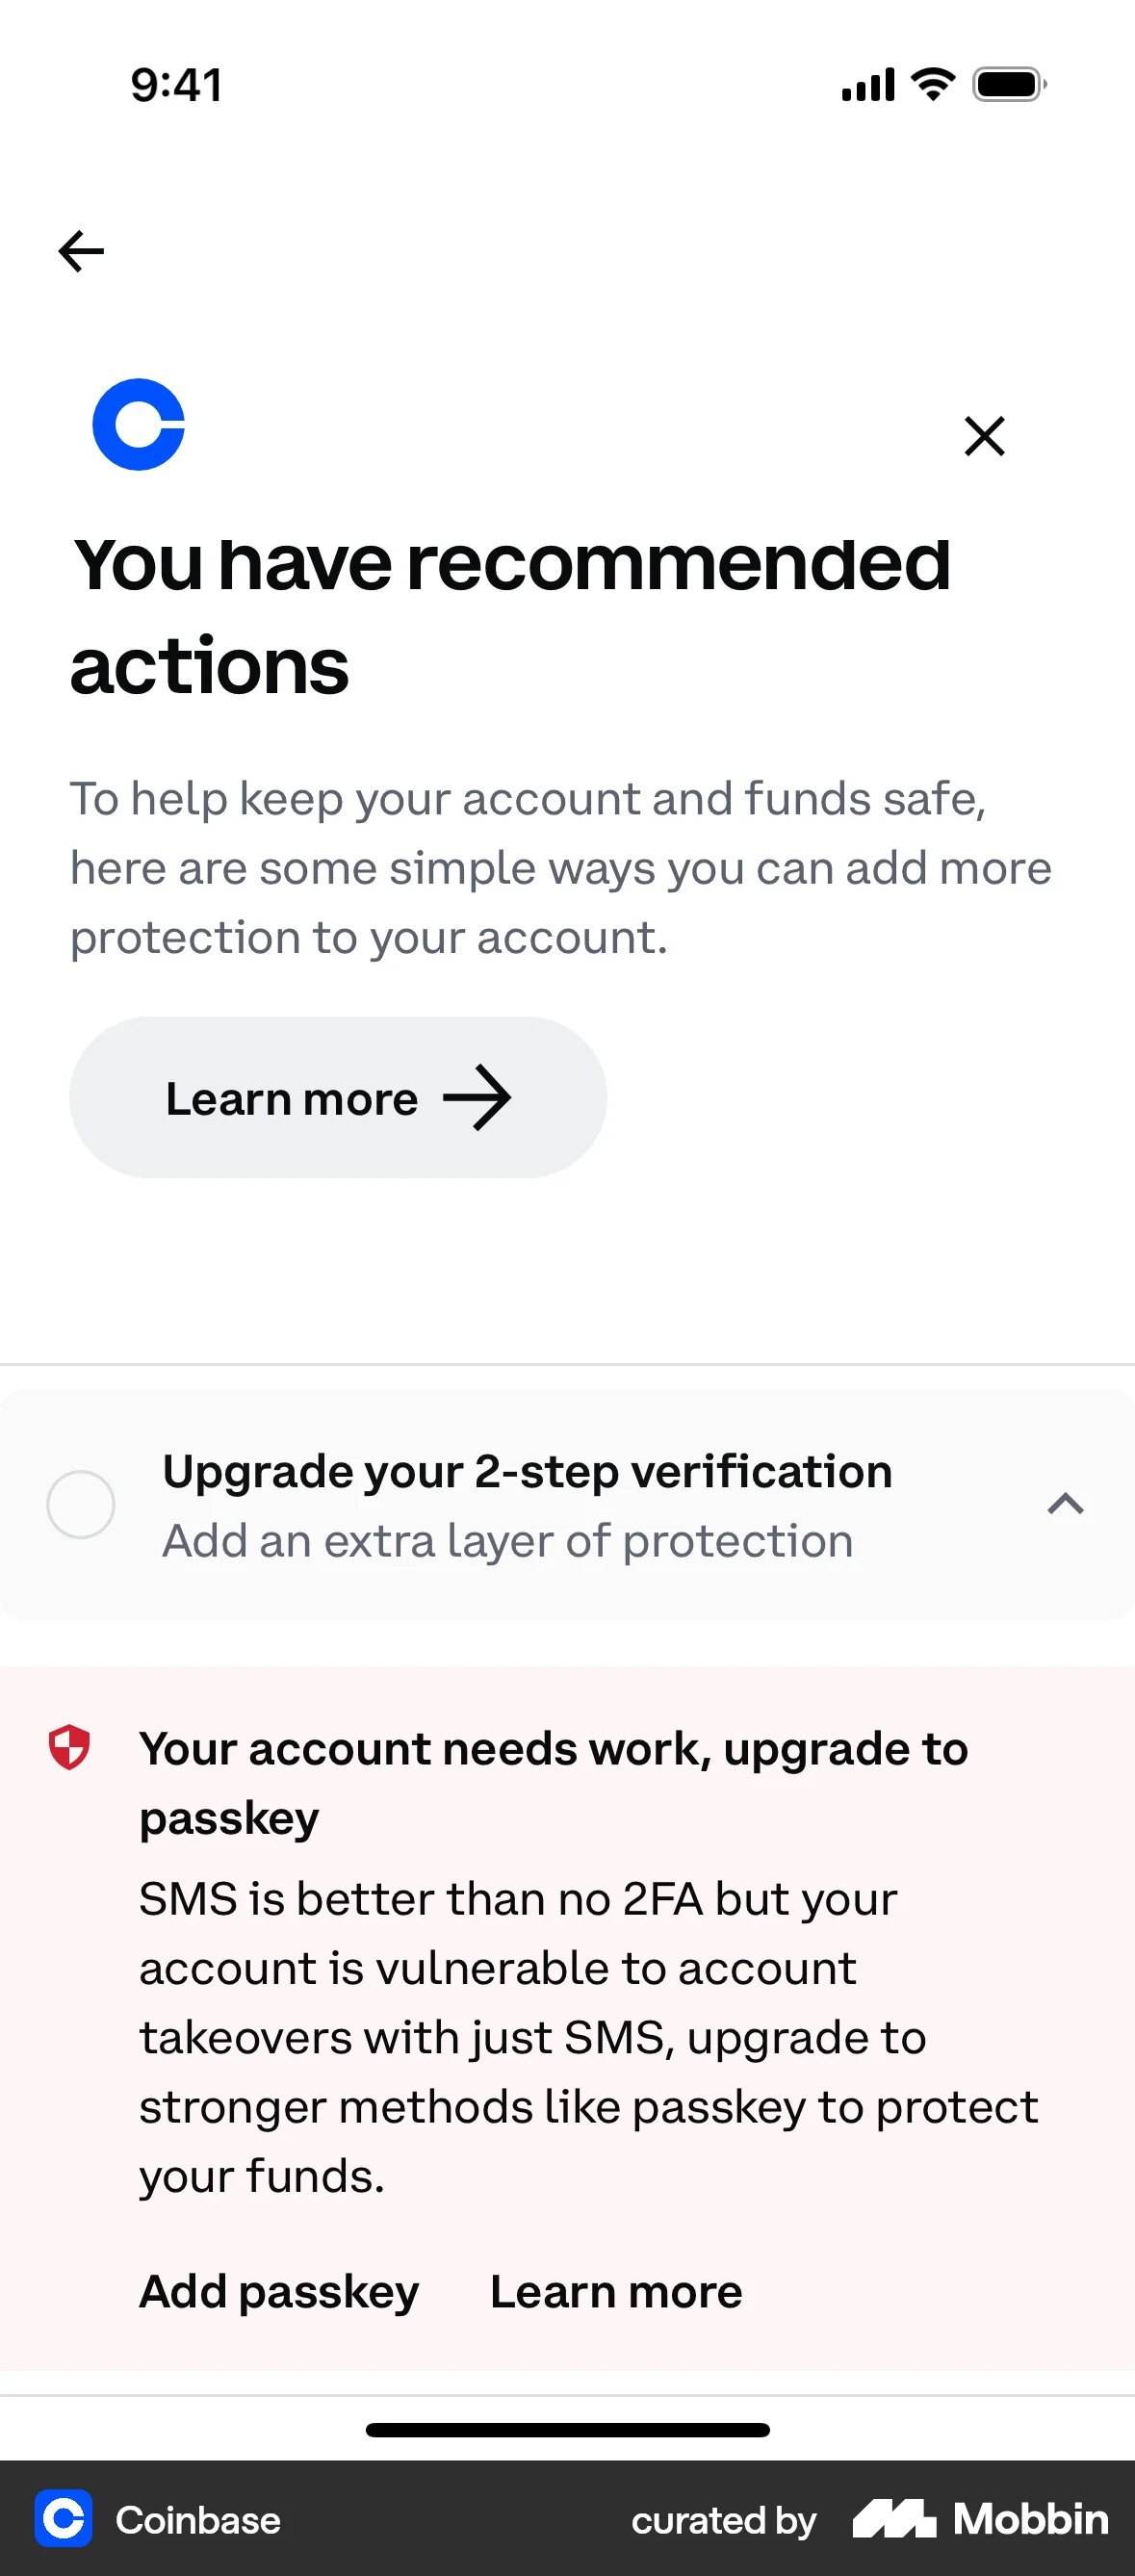 9:41
You have recommended
actions
To help keep your account and funds safe,
here are some simple ways you can add more
protection to your account.
Learn more
Upgrade your 2-step verification
Add an extra layer of protection
Your account needs work, upgrade to
passkey
SMS is better than no 2FA but your
account is vulnerable to account
takeovers with just SMS, upgrade to
stronger methods like passkey to protect
your funds.
Add passkey Learn more
Coinbase curated by Mobbin